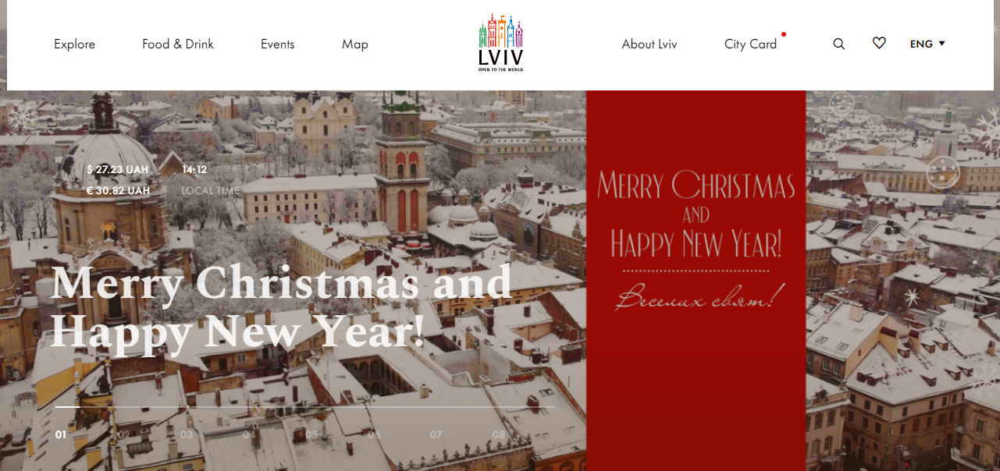 Explore
Food & Drink
Events
Map
LVIV
OPEN TO THE WORLD
About Lviv
City Card
ENG
$ 27.23 UAH
14:12
€ 30.82 UAH
LOCAL TIME
Merry Christmas and
Happy New Year!
01 02 03 04 05 06 07 08
MERRY CHRISTMAS
AND
HAPPY NEW YEAR!
Веселих свят!